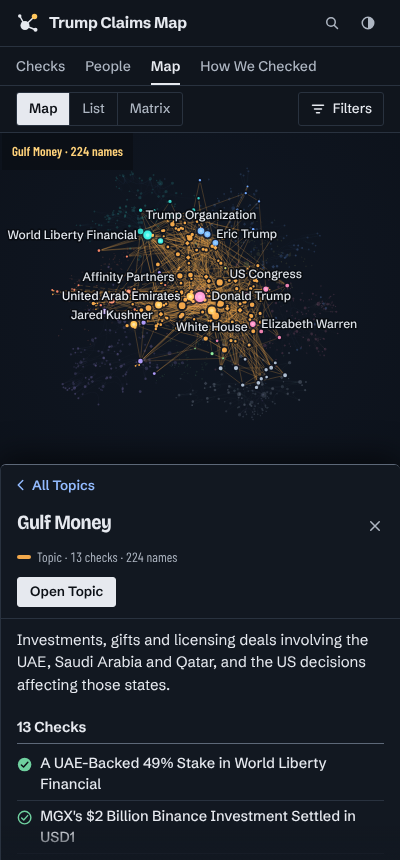 Trump Claims Map
Checks People Map How We Checked
Map List Matrix Filters
Gulf Money · 224 names
Trump Organization
World Liberty Financial
Eric Trump
Affinity Partners
US Congress
United Arab Emirates
Donald Trump
Jared Kushner
White House
Elizabeth Warren
All Topics
Gulf Money
Topic · 13 checks · 224 names
Open Topic
Investments, gifts and licensing deals involving the
UAE, Saudi Arabia and Qatar, and the US decisions
affecting those states.
13 Checks
A UAE-Backed 49% Stake in World Liberty
Financial
MGX's $2 Billion Binance Investment Settled in
USD1